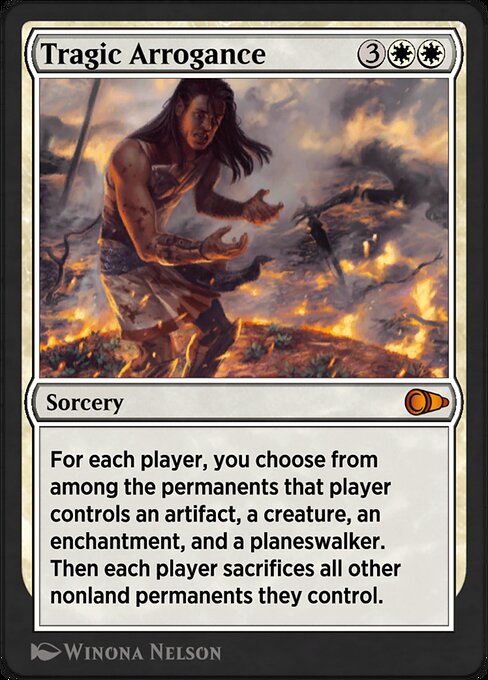 Tragic Arrogance 3
Sorcery
For each player, you choose from
among the permanents that player
controls an artifact, a creature, an
enchantment, and a planeswalker.
Then each player sacrifices all other
nonland permanents they control.
Winona Nelson